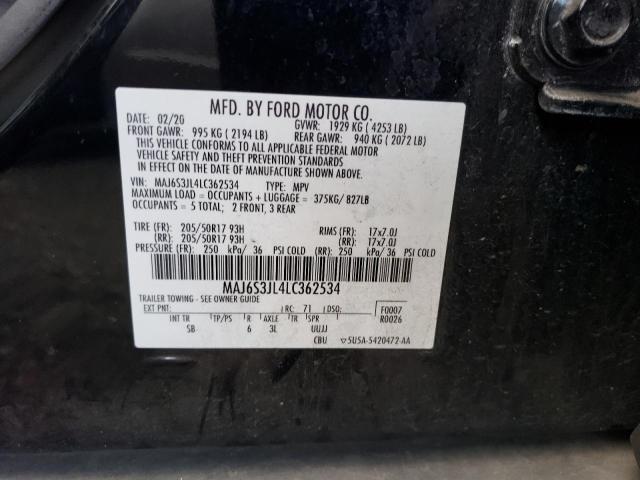 MFD. BY FORD MOTOR CO.
DATE: 02/20 GVWR: 1929 KG ( 4253 LB)
FRONT GAWR: 995 KG ( 2194 LB) REAR GAWR: 940 KG ( 2072 LB)
THIS VEHICLE CONFORMS TO ALL APPLICABLE FEDERAL MOTOR
VEHICLE SAFETY AND THEFT PREVENTION STANDARDS
IN EFFECT ON THE DATE OF MANUFACTURE SHOWN ABOVE.
VIN: MAJ6S3JL4LC362534 TYPE: MPV
MAXIMUM LOAD = OCCUPANTS + LUGGAGE = 375KG/ 827LB
OCCUPANTS = 5 TOTAL; 2 FRONT, 3 REAR
TIRE (FR): 205/50R17 93H RIMS (FR): 17x7.0J
(RR): 205/50R17 93H (RR): 17x7.0J
PRESSURE (FR): 250 kPa/ 36 PSI COLD (RR): 250 kPa/ 36 PSI COLD
MAJ6S3JL4LC362534
TRAILER TOWING - SEE OWNER GUIDE
EXT PNT: RC: 71 DSO: F0007
R0026
INT TR TP/PS R AXLE TR SPR
SB 6 3L UUJJ
CBU ▽5U5A-5420472-AA